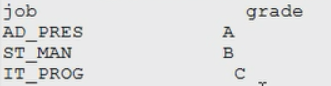 job grade
AD_PRES A
ST_MAN B
IT_PROG C